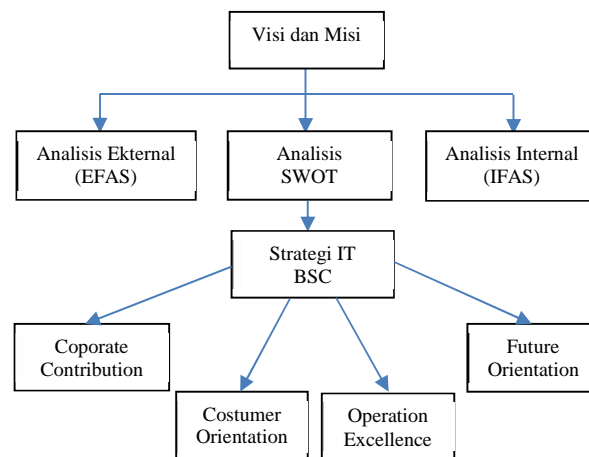 Visi dan Misi
Analisis Ekternal
(EFAS)
Analisis
SWOT
Analisis Internal
(IFAS)
Strategi IT
BSC
Coporate
Contribution
Future
Orientation
Costumer
Orientation
Operation
Excellence